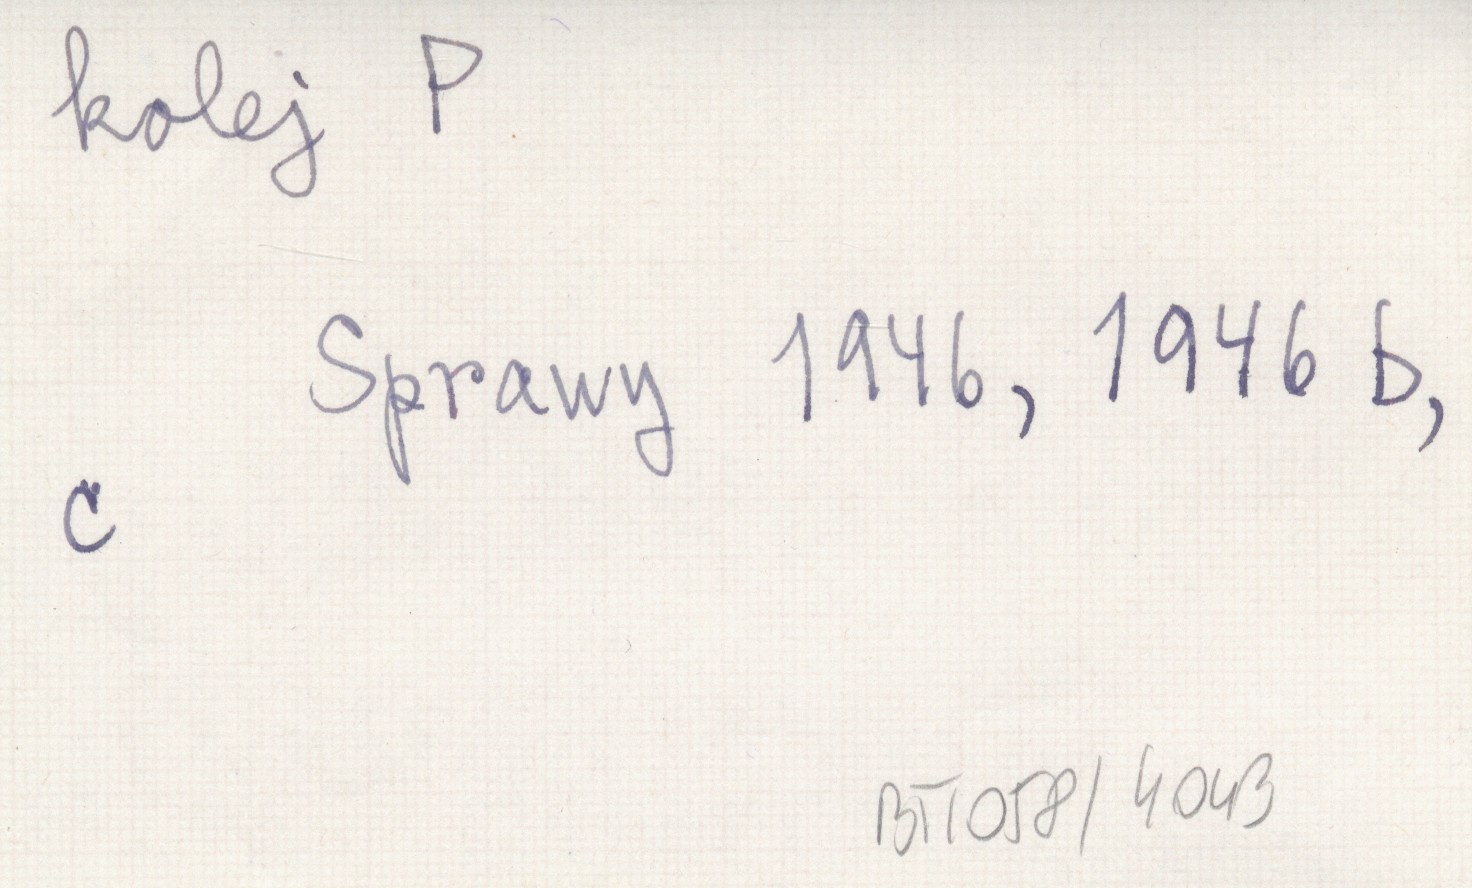 kolej P
Sprawy 1946, 1946 b,
c
BT1058/4043